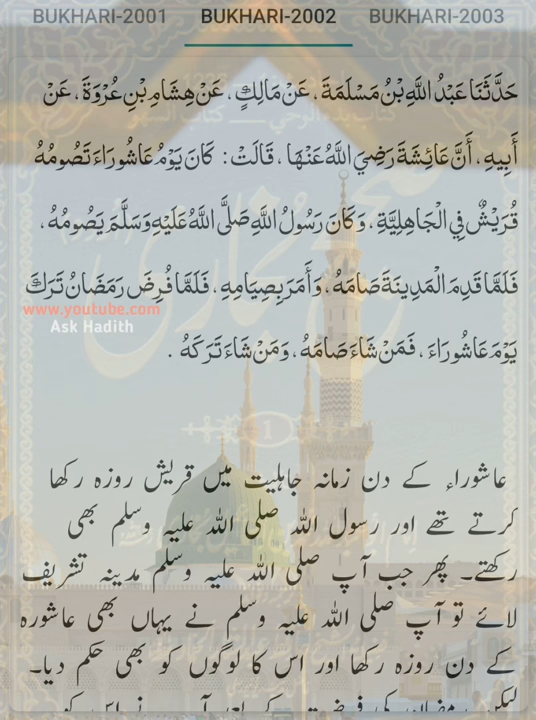 BUKHARI-2001 BUKHARI-2002 BUKHARI-2003
حَدَّثَنَا عَبْدُ اللَّهِ بْنُ مَسْلَمَةَ ، عَنْ مَالِكٍ ، عَنْ هِشَامِ بْنِ عُرْوَةَ ، عَنْ
أَبِيهِ ، أَنَّ عَائِشَةَ رَضِيَ اللَّهُ عَنْهَا ، قَالَتْ : كَانَ يَوْمُ عَاشُورَاءَ تَصُومُهُ
قُرَيْشٌ فِي الْجَاهِلِيَّةِ ، وَكَانَ رَسُولُ اللَّهِ صَلَّى اللَّهُ عَلَيْهِ وَسَلَّمَ يَصُومُهُ ،
فَلَمَّا قَدِمَ الْمَدِينَةَ صَامَهُ ، وَأَمَرَ بِصِيَامِهِ ، فَلَمَّا فُرِضَ رَمَضَانُ تَرَكَ
www.youtube.com
Ask Hadith
يَوْمَ عَاشُورَاءَ ، فَمَنْ شَاءَ صَامَهُ ، وَمَنْ شَاءَ تَرَكَهُ .
1
عاشوراء کے دن زمانہ جاہلیت میں قریش روزہ رکھا
کرتے تھے اور رسول اللہ صلی اللہ علیہ وسلم بھی
رکھتے۔ پھر جب آپ صلی اللہ علیہ وسلم مدینہ تشریف
لائے تو آپ صلی اللہ علیہ وسلم نے یہاں بھی عاشورہ
کے دن روزہ رکھا اور اس کا لوگوں کو بھی حکم دیا۔